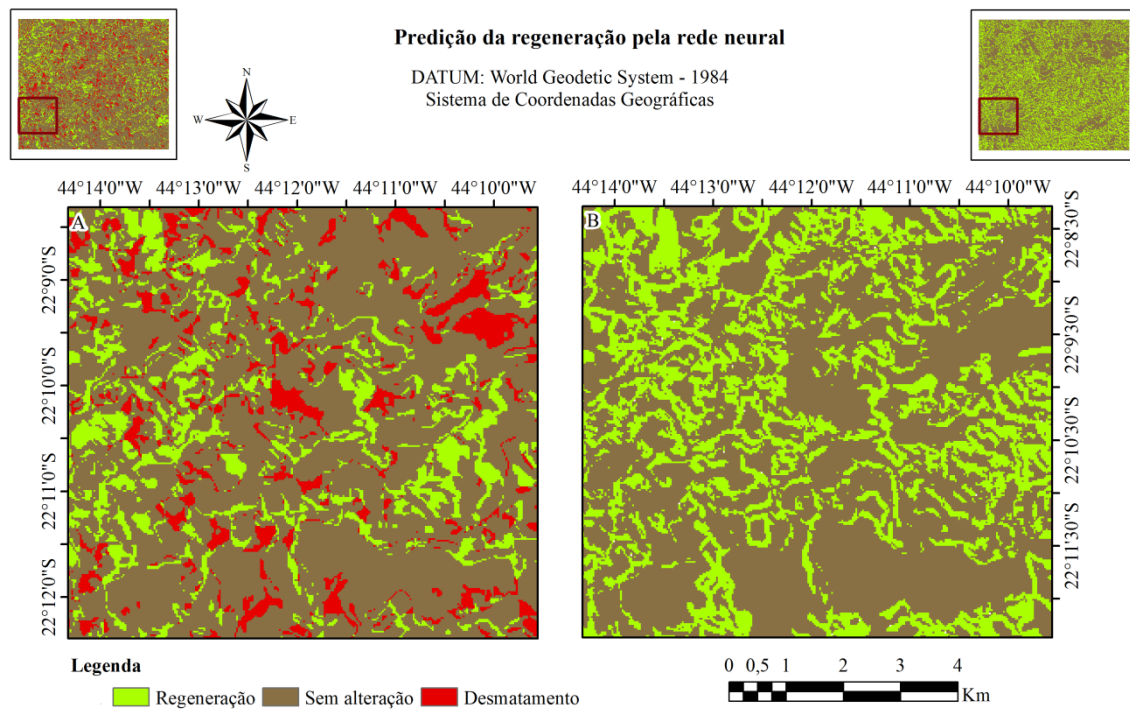 Predição da regeneração pela rede neural
DATUM: World Geodetic System - 1984
Sistema de Coordenadas Geográficas
N
W
E
S
44°14'0"W 44°13'0"W 44°12'0"W 44°11'0"W 44°10'0"W
44°14'0"W 44°13'0"W 44°12'0"W 44°11'0"W 44°10'0"W
A
B
22°9'0"S
22°10'0"S
22°11'0"S
22°12'0"S
22°8'30"S
22°9'30"S
22°10'30"S
22°11'30"S
Legenda
Regeneração Sem alteração Desmatamento
0 0,5 1 2 3 4
Km